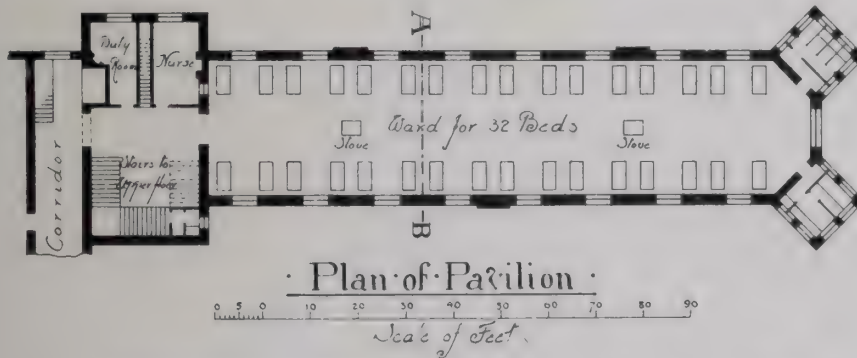 A
Duty
Room
Nurse
Ward for 32 Beds
Stove
Stove
Stairs to
Upper floor
Corridor
B
· Plan · of · Pavilion ·
0 5 0 10 20 30 40 50 60 70 80 90
Scale of Feet.